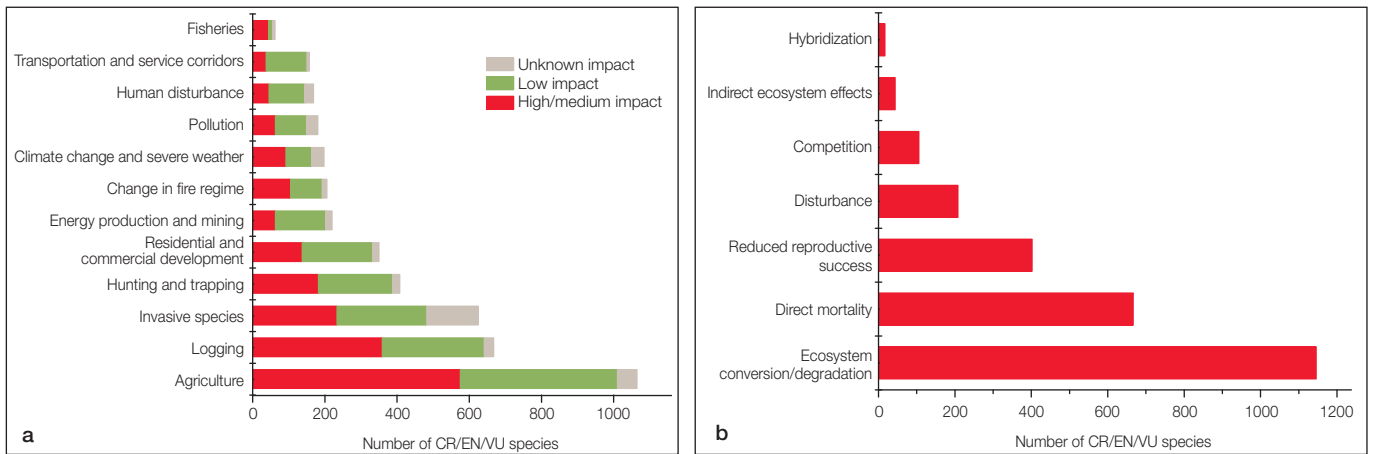 Fisheries
Transportation and service corridors
Human disturbance
Pollution
Climate change and severe weather
Change in fire regime
Energy production and mining
Residential and
commercial development
Hunting and trapping
Invasive species
Logging
Agriculture
Unknown impact
Low impact
High/medium impact
0 200 400 600 800 1000
Number of CR/EN/VU species
a
Hybridization
Indirect ecosystem effects
Competition
Disturbance
Reduced reproductive
success
Direct mortality
Ecosystem
conversion/degradation
0 200 400 600 800 1000 1200
Number of CR/EN/VU species
b